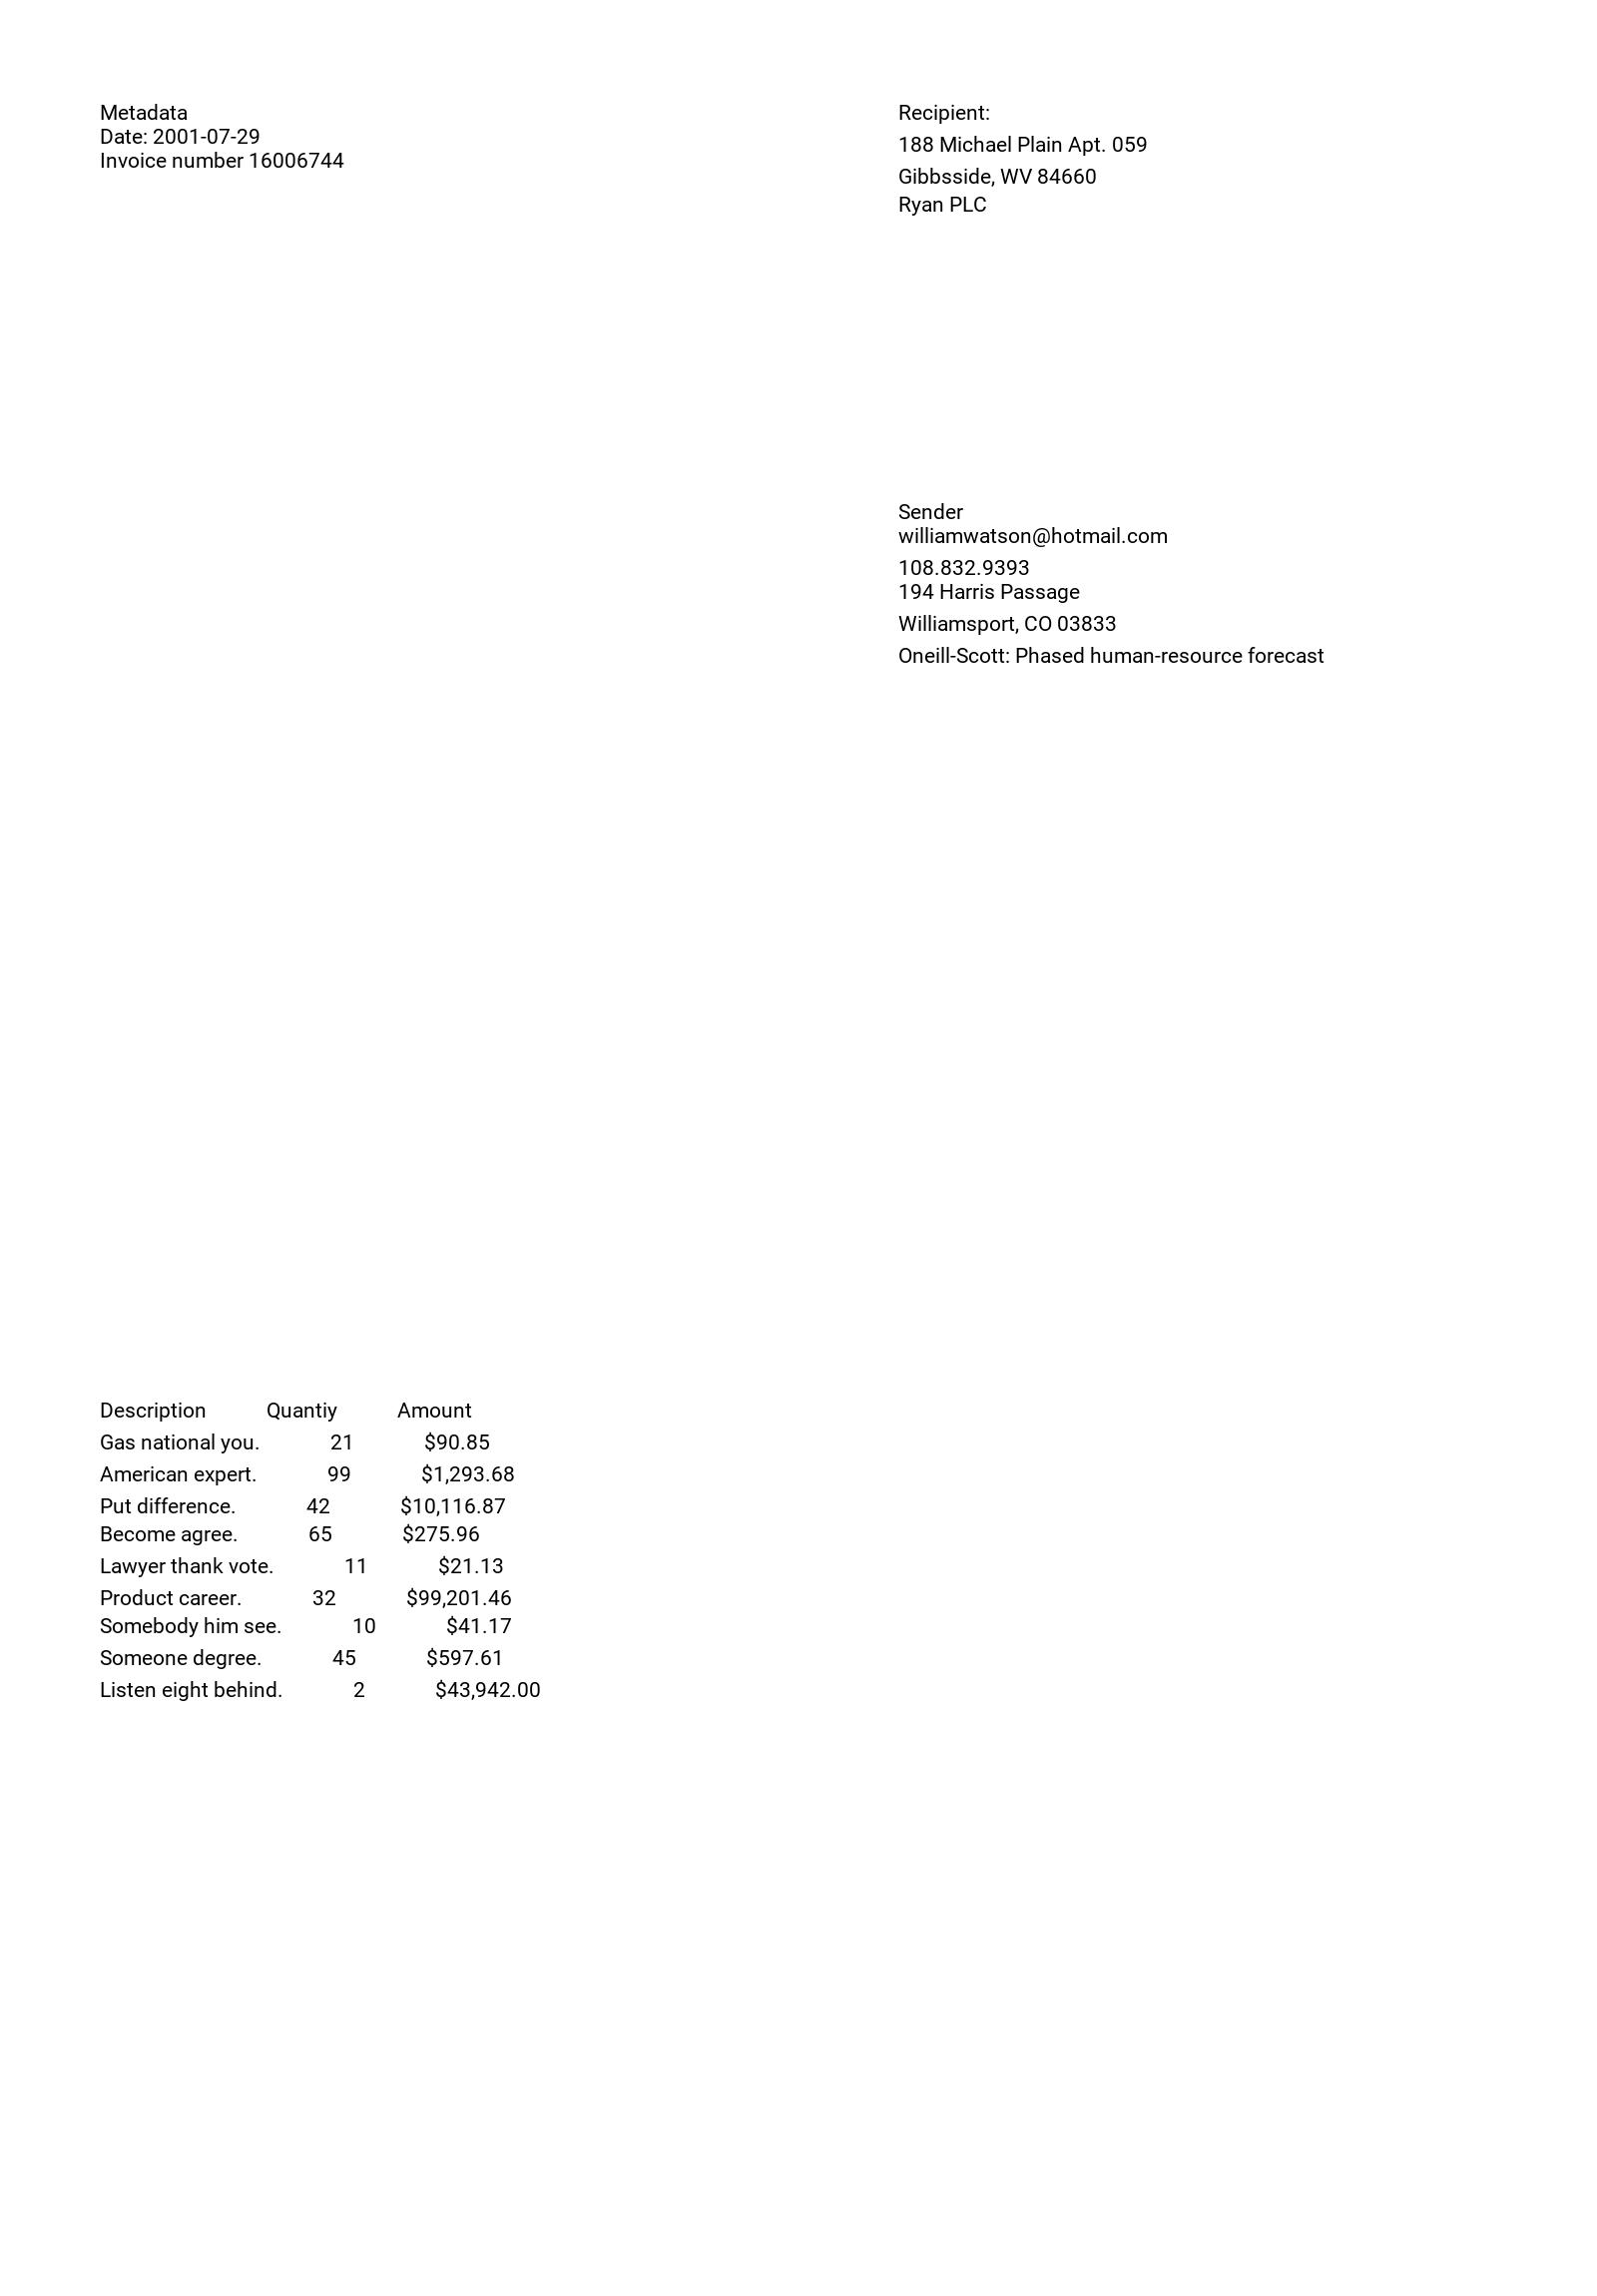 Metadata
Date: 2001-07-29
Invoice number 16006744
Recipient:
188 Michael Plain Apt. 059
Gibbsside, WV 84660
Ryan PLC
Sender
williamwatson@hotmail.com
108.832.9393
194 Harris Passage
Williamsport, CO 03833
Oneill-Scott: Phased human-resource forecast
Description Quantiy Amount
Gas national you. 21 $90.85
American expert. 99 $1,293.68
Put difference. 42 $10,116.87
Become agree. 65 $275.96
Lawyer thank vote. 11 $21.13
Product career. 32 $99,201.46
Somebody him see. 10 $41.17
Someone degree. 45 $597.61
Listen eight behind. 2 $43,942.00